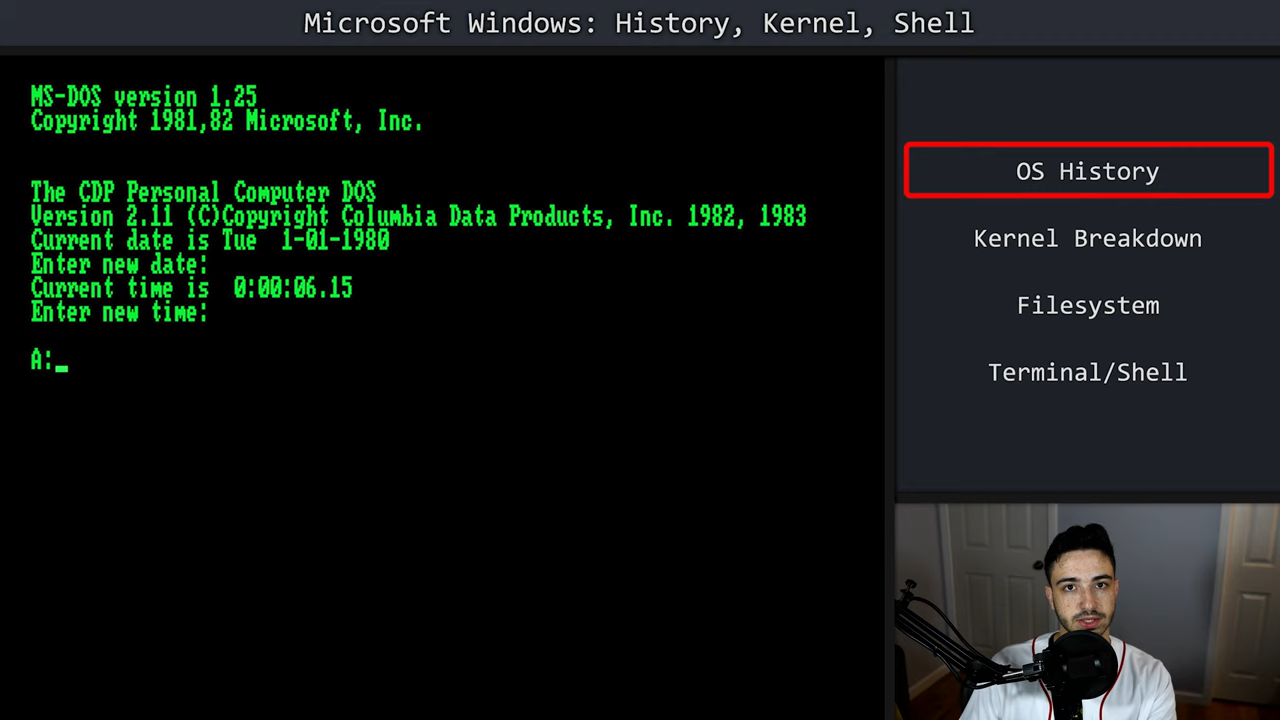 Microsoft Windows: History, Kernel, Shell
MS-DOS version 1.25
Copyright 1981,82 Microsoft, Inc.
The CDP Personal Computer DOS
Version 2.11 (C)Copyright Columbia Data Products, Inc. 1982, 1983
Current date is Tue  1-01-1980
Enter new date:
Current time is  0:00:06.15
Enter new time:
A:_
OS History
Kernel Breakdown
Filesystem
Terminal/Shell